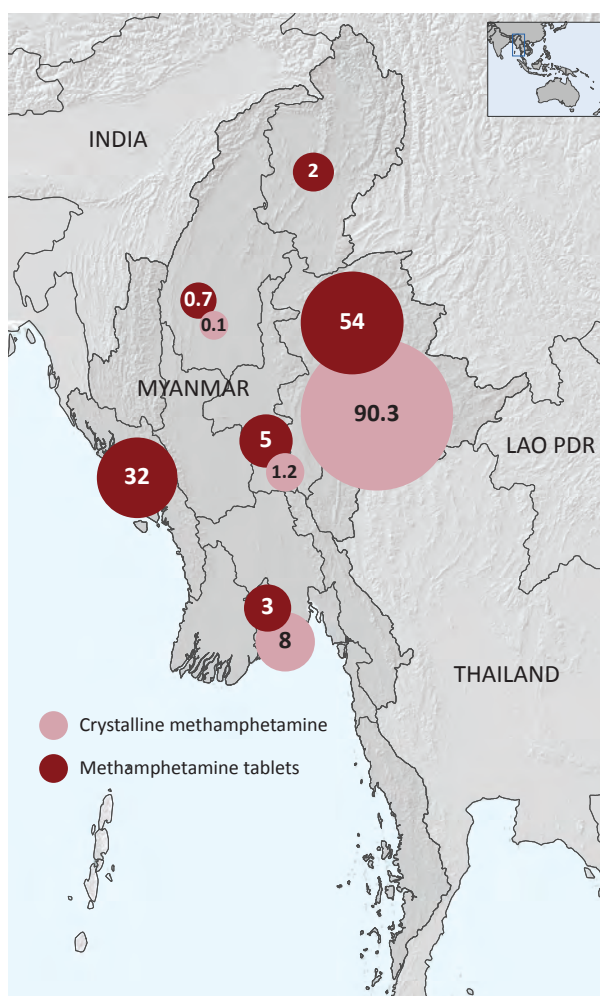 INDIA
2
0.7
0.1
54
MYANMAR
90.3
5
LAO PDR
1.2
32
3
8
THAILAND
Crystalline methamphetamine
Methamphetamine tablets